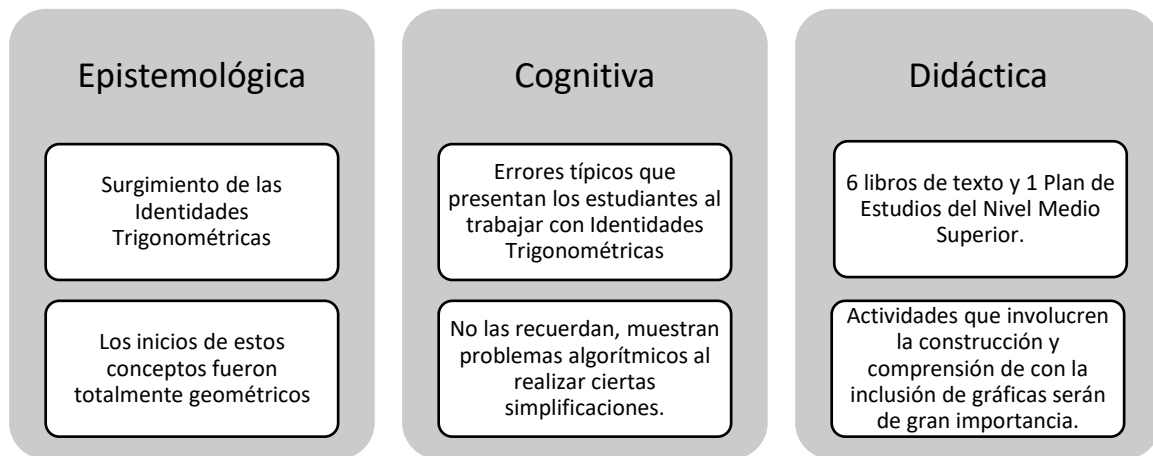 Epistemológica
Surgimiento de las
Identidades
Trigonométricas
Los inicios de estos
conceptos fueron
totalmente geométricos
Cognitiva
Errores típicos que
presentan los estudiantes al
trabajar con Identidades
Trigonométricas
No las recuerdan, muestran
problemas algorítmicos al
realizar ciertas
simplificaciones.
Didáctica
6 libros de texto y 1 Plan de
Estudios del Nivel Medio
Superior.
Actividades que involucren
la construcción y
comprensión de con la
inclusión de gráficas serán
de gran importancia.